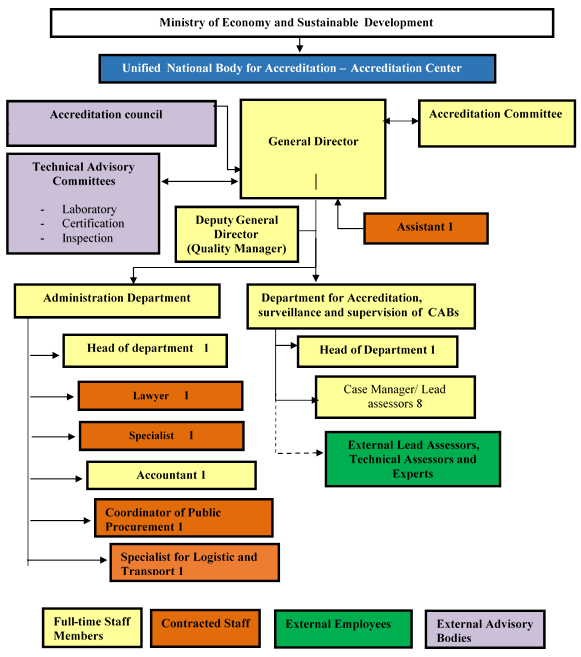 Ministry of Economy and Sustainable Development
Unified National Body for Accreditation – Accreditation Center
Accreditation council
General Director
Accreditation Committee
Technical Advisory
Committees
- Laboratory
- Certification
- Inspection
Deputy General
Director
(Quality Manager)
Assistant 1
Administration Department
Department for Accreditation,
surveillance and supervision of CABs
Head of department 1
Head of Department 1
Lawyer 1
Case Manager/ Lead
assessors 8
Specialist 1
External Lead Assessors,
Technical Assessors and
Experts
Accountant 1
Coordinator of Public
Procurement 1
Specialist for Logistic and
Transport 1
Full-time Staff
Members
Contracted Staff
External Employees
External Advisory
Bodies